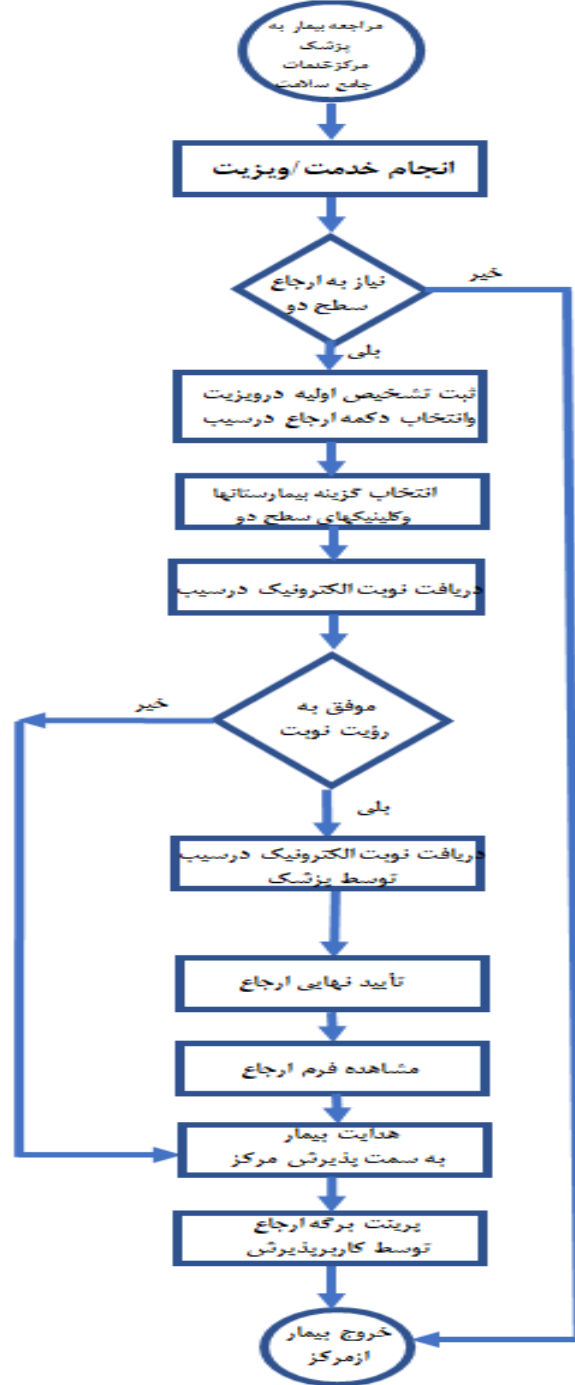 مراجعه بیمار به
پزشک
مرکزخدمات
جامع سلامت
انجام خدمت/ویزیت
نیاز به ارجاع
سطح دو
خیر
بلی
ثبت تشخیص اولیه درویزیت
وانتخاب دکمه ارجاع درسیب
انتخاب گزینه بیمارستانها
وکلینیکهای سطح دو
دریافت نوبت الکترونیک درسیب
موفق به
رؤیت نوبت
خیر
بلی
دریافت نوبت الکترونیک درسیب
توسط پزشک
تأیید نهایی ارجاع
مشاهده فرم ارجاع
هدایت بیمار
به سمت پذیرش مرکز
پرینت برگه ارجاع
توسط کاربرپذیرش
خروج بیمار
ازمرکز